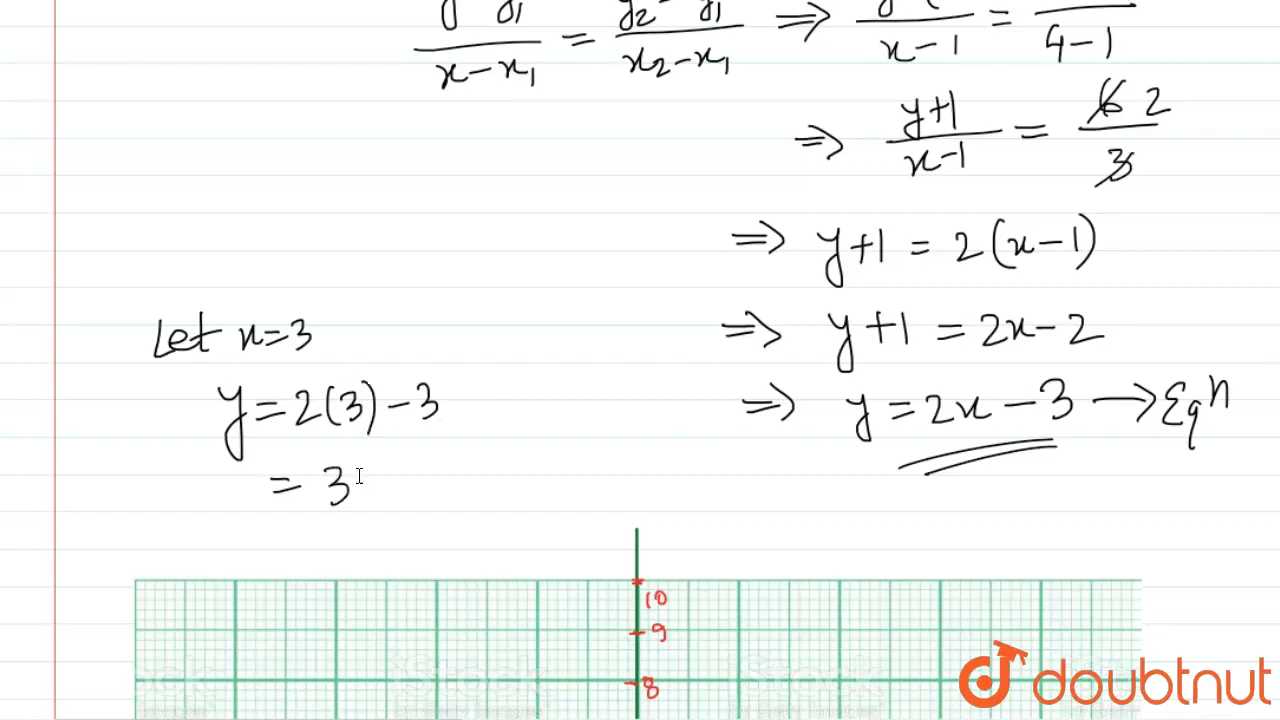 y-y₁/x-x₁ = y₂-y₁/x₂-x₁ ⇒ /x-1 = /4-1
⇒ y+1/x-1 = 6 2/3
⇒ y+1 = 2(x-1)
Let x=3
⇒ y+1 = 2x-2
y=2(3)-3
⇒ y=2x-3 → Eqⁿ
= 3
10
9
8
iStock
doubtnut